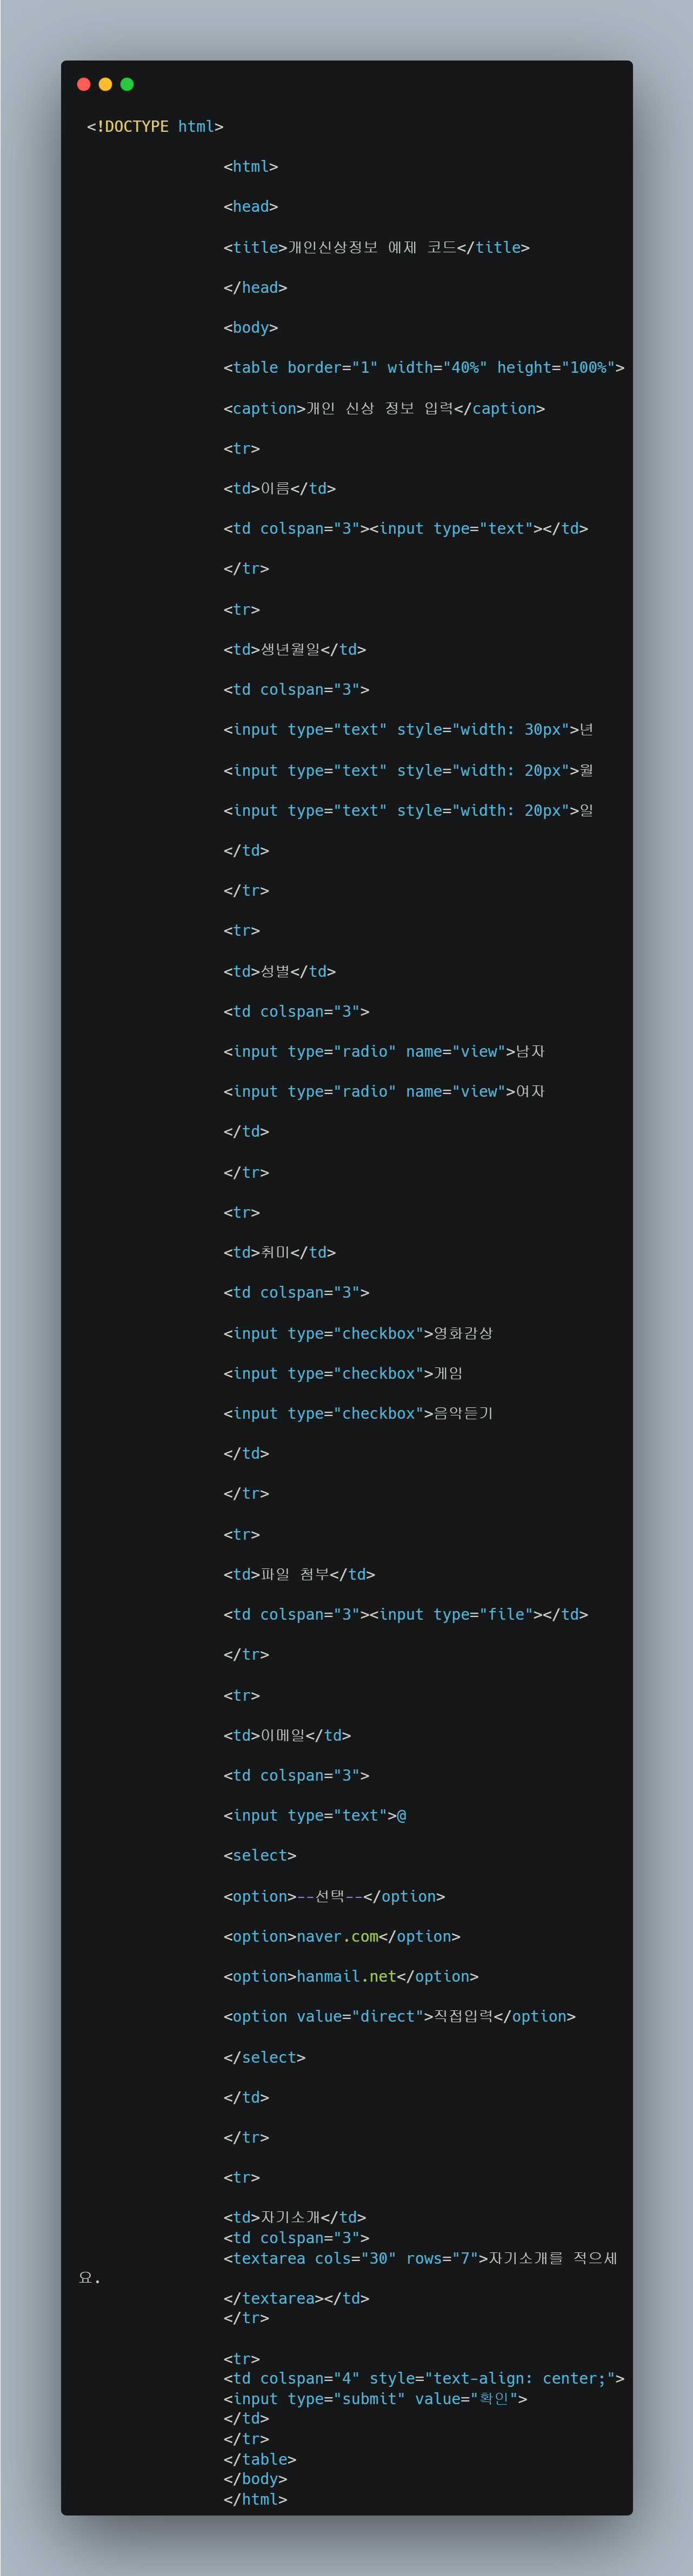 <!DOCTYPE html>
<html>
<head>
<title>개인신상정보 예제 코드</title>
</head>
<body>
<table border="1" width="40%" height="100%">
<caption>개인 신상 정보 입력</caption>
<tr>
<td>이름</td>
<td colspan="3"><input type="text"></td>
</tr>
<tr>
<td>생년월일</td>
<td colspan="3">
<input type="text" style="width: 30px">년
<input type="text" style="width: 20px">월
<input type="text" style="width: 20px">일
</td>
</tr>
<tr>
<td>성별</td>
<td colspan="3">
<input type="radio" name="view">남자
<input type="radio" name="view">여자
</td>
</tr>
<tr>
<td>취미</td>
<td colspan="3">
<input type="checkbox">영화감상
<input type="checkbox">게임
<input type="checkbox">음악듣기
</td>
</tr>
<tr>
<td>파일 첨부</td>
<td colspan="3"><input type="file"></td>
</tr>
<tr>
<td>이메일</td>
<td colspan="3">
<input type="text">@
<select>
<option>--선택--</option>
<option>naver.com</option>
<option>hanmail.net</option>
<option value="direct">직접입력</option>
</select>
</td>
</tr>
<tr>
<td>자기소개</td>
<td colspan="3">
<textarea cols="30" rows="7">자기소개를 적으세
요.
</textarea></td>
</tr>
<tr>
<td colspan="4" style="text-align: center;">
<input type="submit" value="확인">
</td>
</tr>
</table>
</body>
</html>